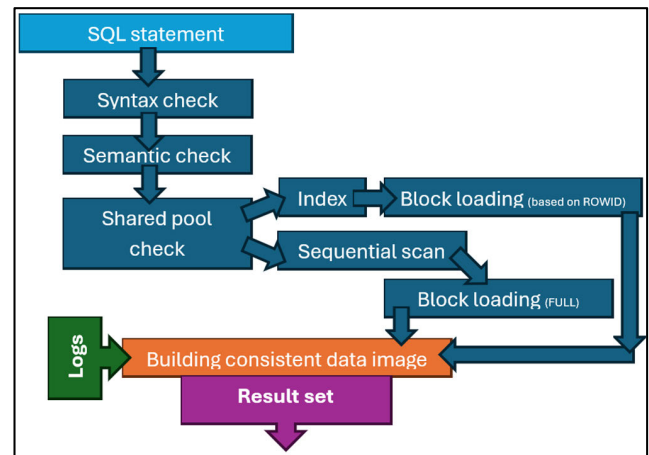 SQL statement
Syntax check
Semantic check
Shared pool
check
Index
Block loading (based on ROWID)
Sequential scan
Block loading (FULL)
Logs
Building consistent data image
Result set